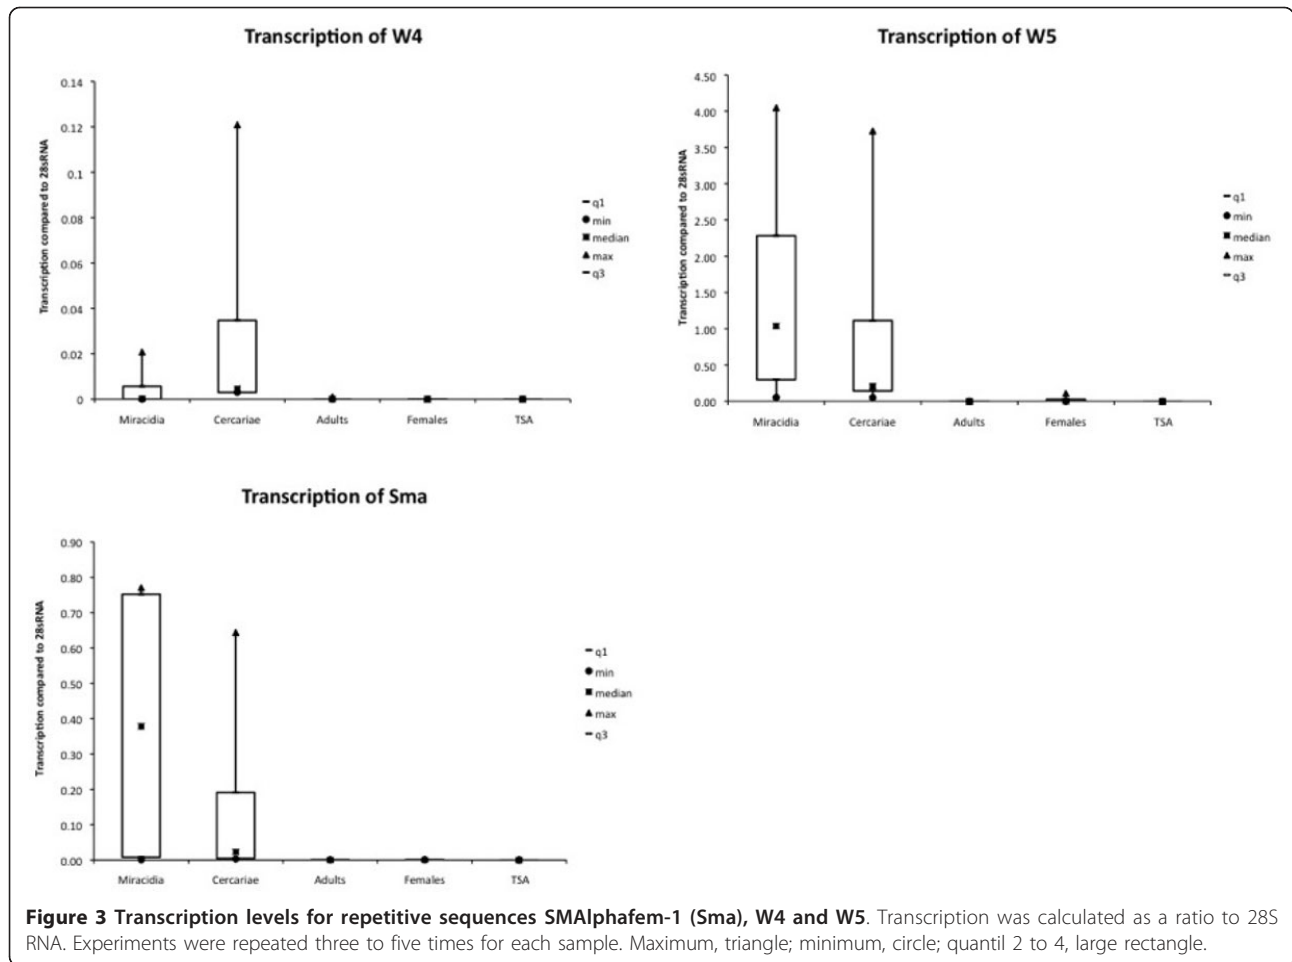 Transcription of W4
Transcription compared to 28sRNA
0.14
0.12
0.1
0.08
0.06
0.04
0.02
0
Miracidia Cercariae Adults Females TSA
q1
min
median
max
q3
Transcription of W5
Transcription compared to 28sRNA
4.50
4.00
3.50
3.00
2.50
2.00
1.50
1.00
0.50
0.00
Miracidia Cercariae Adults Females TSA
q1
min
median
max
q3
Transcription of Sma
Transcription compared to 28sRNA
0.90
0.80
0.70
0.60
0.50
0.40
0.30
0.20
0.10
0.00
Miracidia Cercariae Adults Females TSA
q1
min
median
max
q3
Figure 3 Transcription levels for repetitive sequences SMAlphafem-1 (Sma), W4 and W5. Transcription was calculated as a ratio to 28S
RNA. Experiments were repeated three to five times for each sample. Maximum, triangle; minimum, circle; quantil 2 to 4, large rectangle.